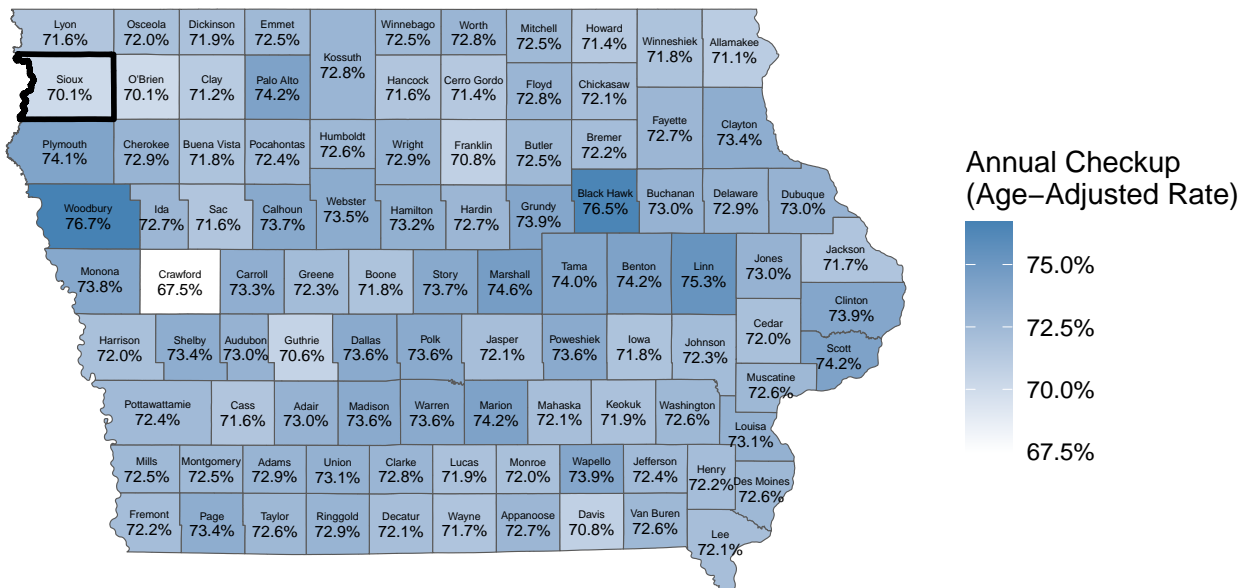 Lyon
71.6%
Osceola
72.0%
Dickinson
71.9%
Emmet
72.5%
Kossuth
72.8%
Winnebago
72.5%
Worth
72.8%
Mitchell
72.5%
Howard
71.4%
Winneshiek
71.8%
Allamakee
71.1%
Sioux
70.1%
O'Brien
70.1%
Clay
71.2%
Palo Alto
74.2%
Hancock
71.6%
Cerro Gordo
71.4%
Floyd
72.8%
Chickasaw
72.1%
Fayette
72.7%
Clayton
73.4%
Plymouth
74.1%
Cherokee
72.9%
Buena Vista
71.8%
Pocahontas
72.4%
Humboldt
72.6%
Wright
72.9%
Franklin
70.8%
Butler
72.5%
Bremer
72.2%
Woodbury
76.7%
Ida
72.7%
Sac
71.6%
Calhoun
73.7%
Webster
73.5%
Hamilton
73.2%
Hardin
72.7%
Grundy
73.9%
Black Hawk
76.5%
Buchanan
73.0%
Delaware
72.9%
Dubuque
73.0%
Monona
73.8%
Crawford
67.5%
Carroll
73.3%
Greene
72.3%
Boone
71.8%
Story
73.7%
Marshall
74.6%
Tama
74.0%
Benton
74.2%
Linn
75.3%
Jones
73.0%
Jackson
71.7%
Clinton
73.9%
Harrison
72.0%
Shelby
73.4%
Audubon
73.0%
Guthrie
70.6%
Dallas
73.6%
Polk
73.6%
Jasper
72.1%
Poweshiek
73.6%
Iowa
71.8%
Johnson
72.3%
Cedar
72.0%
Scott
74.2%
Muscatine
72.6%
Pottawattamie
72.4%
Cass
71.6%
Adair
73.0%
Madison
73.6%
Warren
73.6%
Marion
74.2%
Mahaska
72.1%
Keokuk
71.9%
Washington
72.6%
Louisa
73.1%
Mills
72.5%
Montgomery
72.5%
Adams
72.9%
Union
73.1%
Clarke
72.8%
Lucas
71.9%
Monroe
72.0%
Wapello
73.9%
Jefferson
72.4%
Henry
72.2%
Des Moines
72.6%
Fremont
72.2%
Page
73.4%
Taylor
72.6%
Ringgold
72.9%
Decatur
72.1%
Wayne
71.7%
Appanoose
72.7%
Davis
70.8%
Van Buren
72.6%
Lee
72.1%
Annual Checkup
(Age−Adjusted Rate)
75.0%
72.5%
70.0%
67.5%